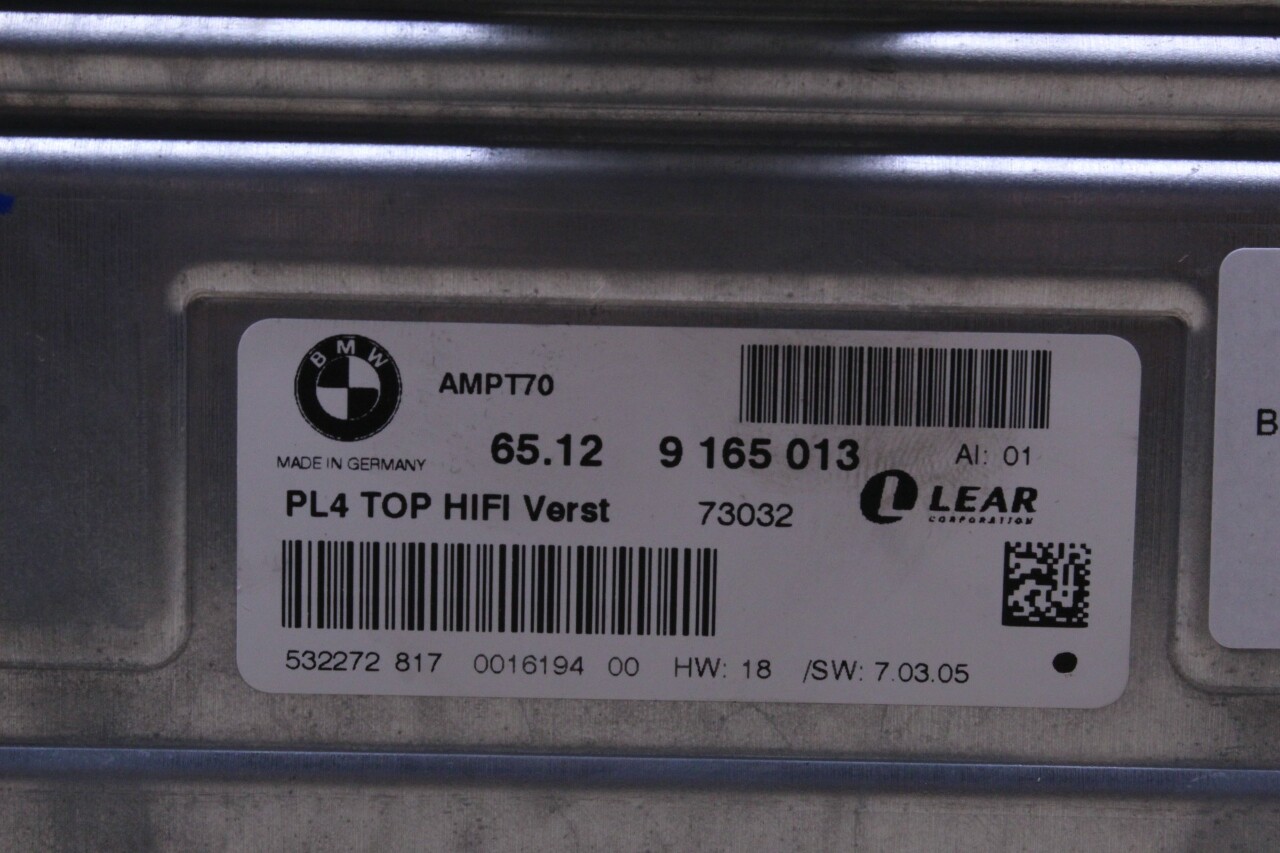 BMW
AMPT70
MADE IN GERMANY
65.12 9 165 013 AI: 01
PL4 TOP HIFI Verst 73032 LEAR
CORPORATION
532272 817 0016194 00 HW: 18 /SW: 7.03.05
B